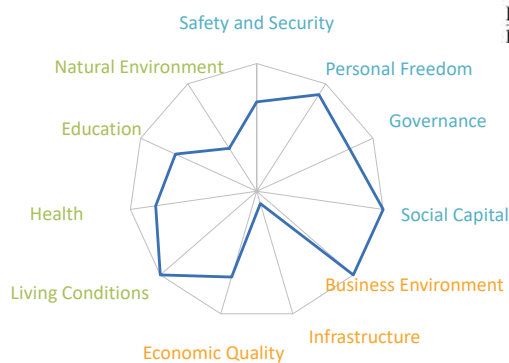 Safety and Security
Personal Freedom
Governance
Social Capital
Business Environment
Infrastructure
Economic Quality
Living Conditions
Health
Education
Natural Environment